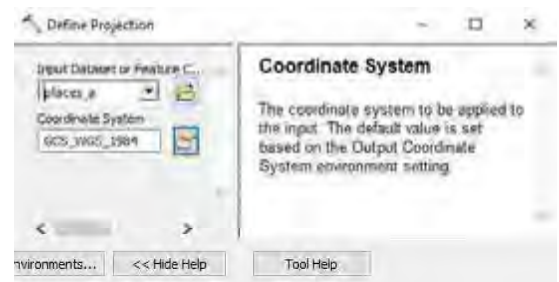 Define Projection
Input Dataset or Feature C...
places_a
Coordinate System
GCS_WGS_1984
Coordinate System
The coordinate system to be applied to
the input. The default value is set
based on the Output Coordinate
System environment setting.
nvironments...
<< Hide Help
Tool Help